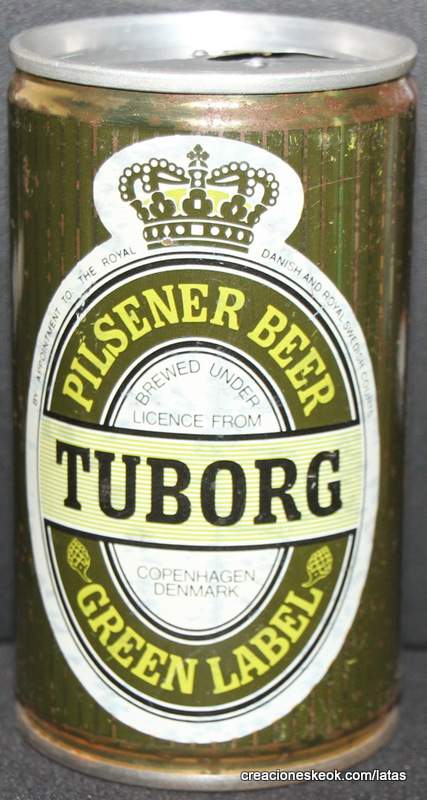 BY APPOINTMENT TO THE ROYAL DANISH AND ROYAL SWEDISH COURTS
PILSENER BEER
BREWED UNDER
LICENCE FROM
TUBORG
COPENHAGEN
DENMARK
GREEN LABEL
creacioneskeok.com/latas